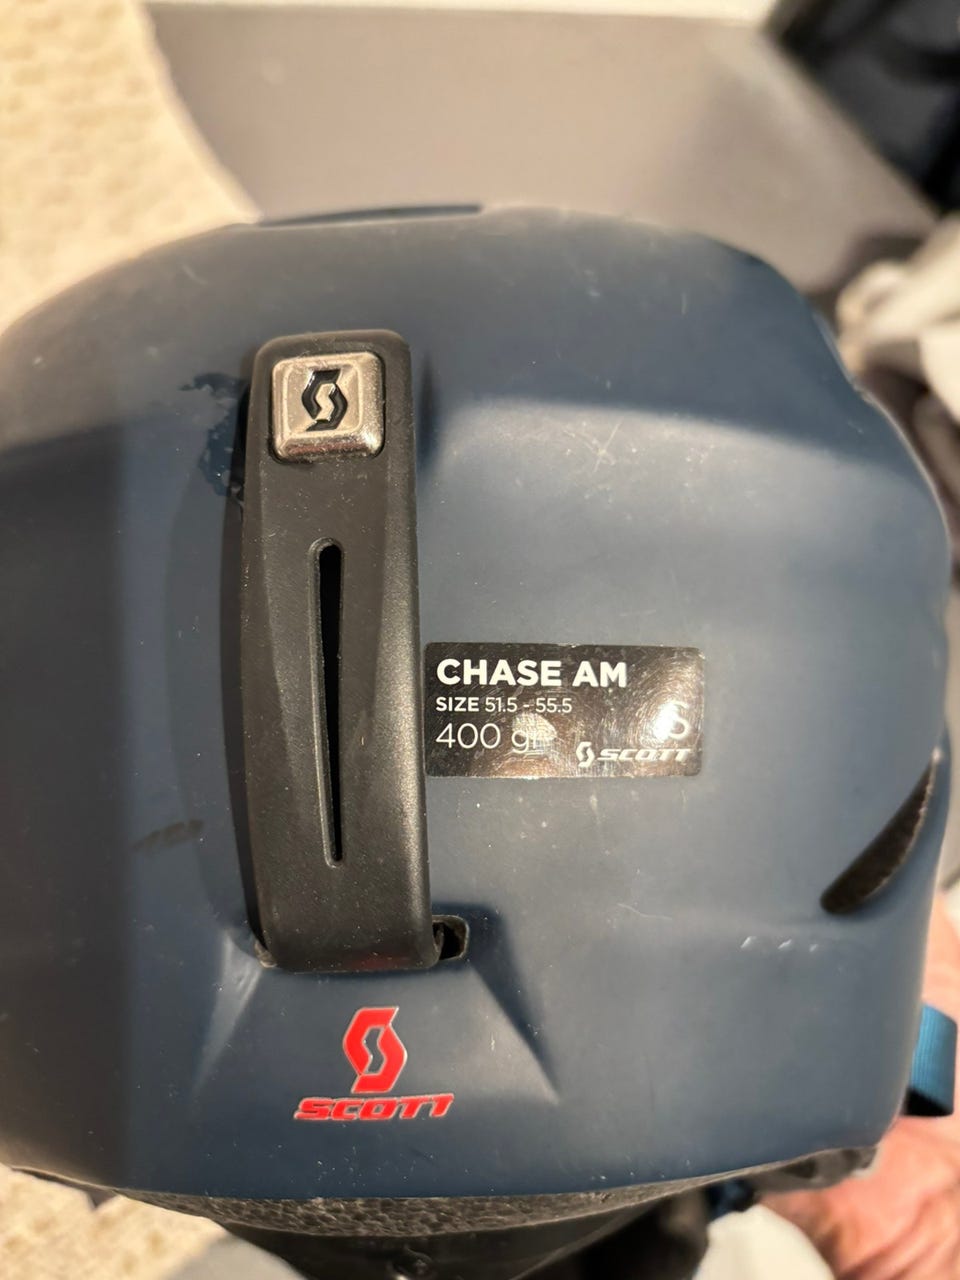 CHASE AM
SIZE 51.5 - 55.5
400 gr S
SCOTT
SCOTT